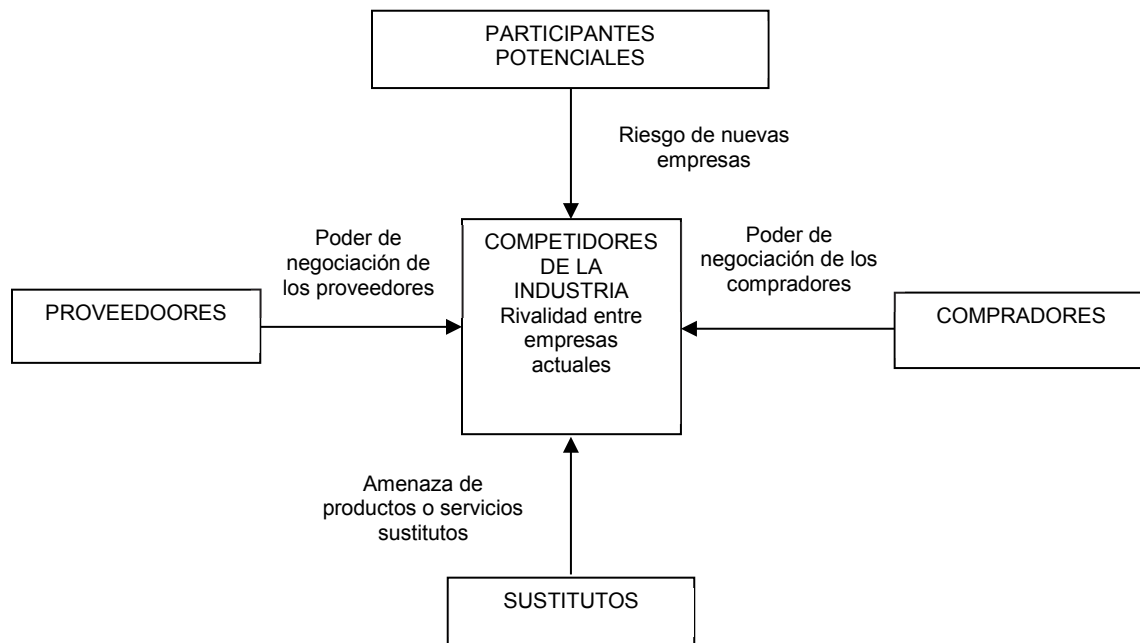 PARTICIPANTES
POTENCIALES
Riesgo de nuevas
empresas
Poder de
negociación de
los proveedores
COMPETIDORES
DE LA
INDUSTRIA
Rivalidad entre
empresas
actuales
Poder de
negociación de los
compradores
PROVEEDOORES
COMPRADORES
Amenaza de
productos o servicios
sustitutos
SUSTITUTOS